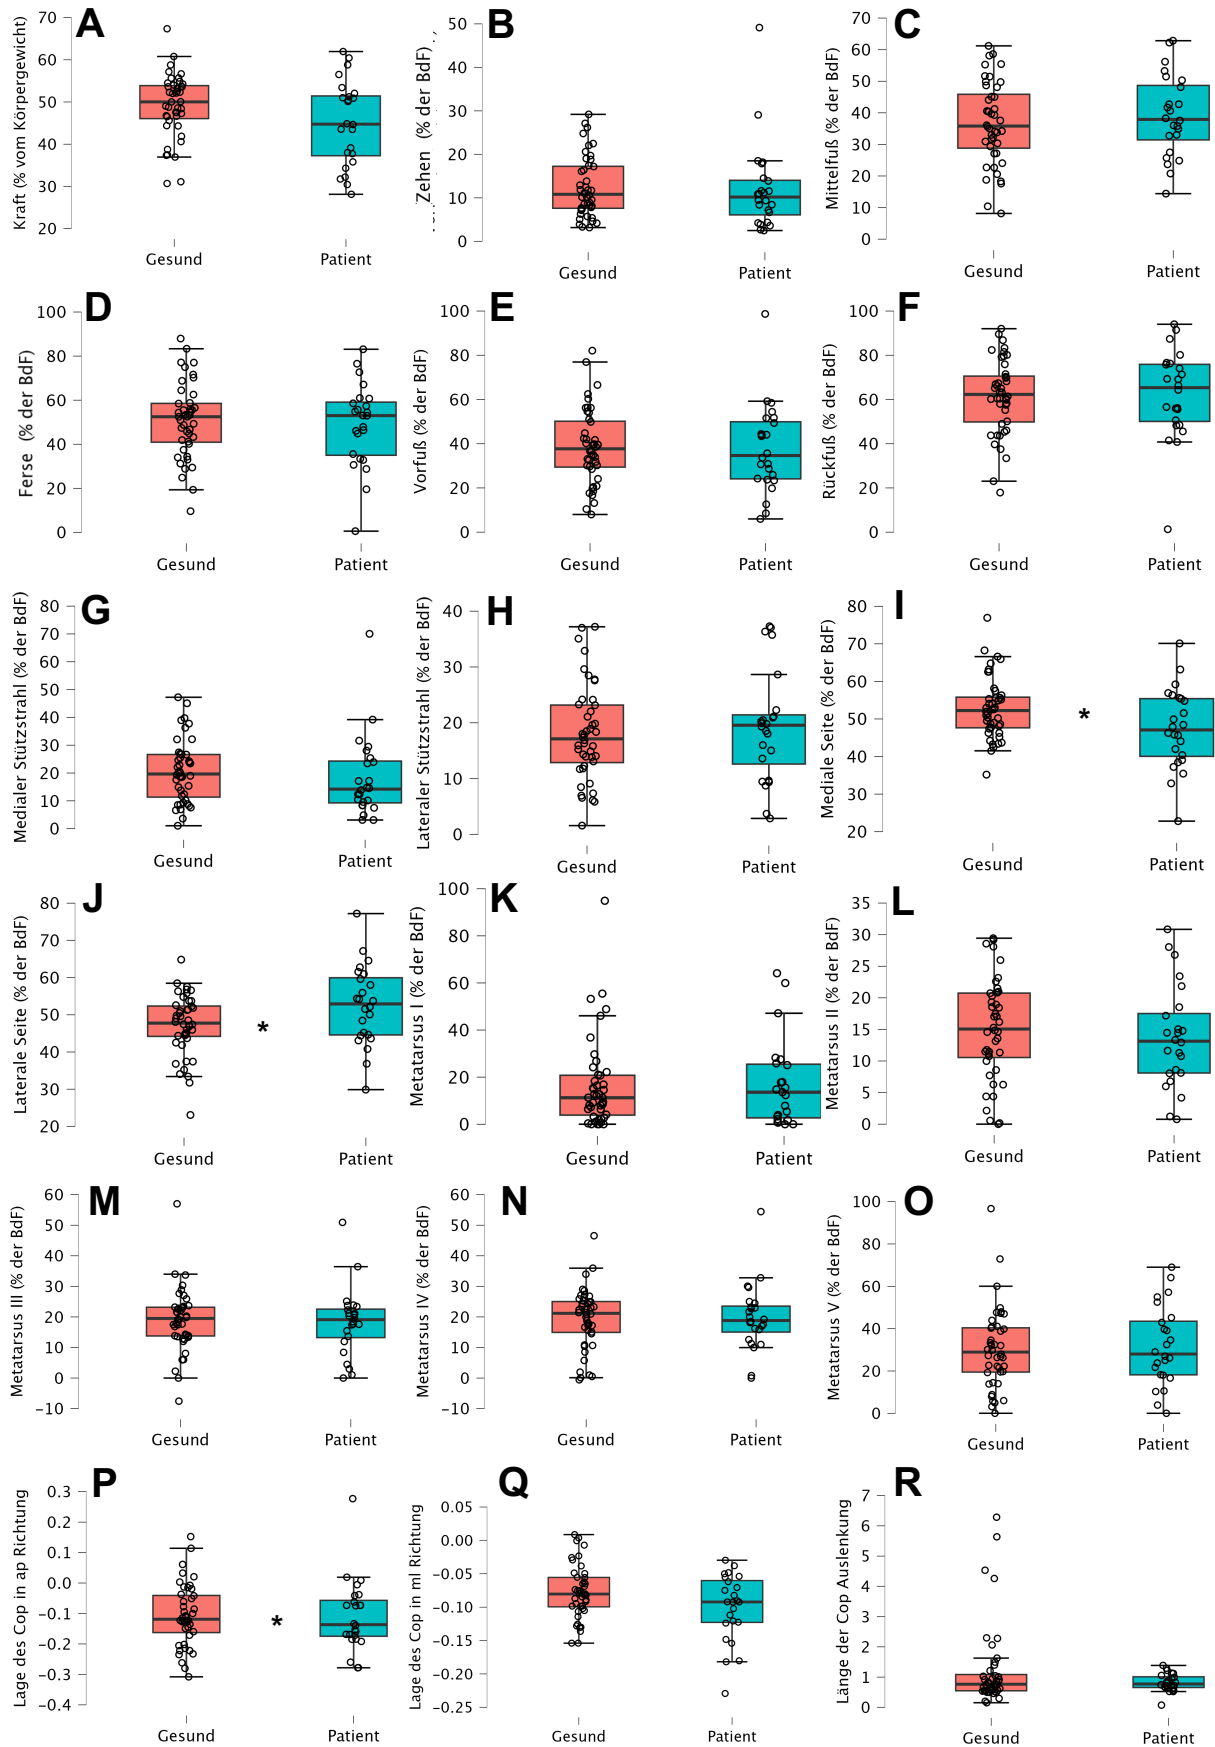 A
Kraft (% vom Körpergewicht)
70
60
50
40
30
20
Gesund
Patient
B
Zehen (% der BdF)
50
40
30
20
10
0
Gesund
Patient
C
Mittelfuß (% der BdF)
70
60
50
40
30
20
10
0
Gesund
Patient
D
Ferse (% der BdF)
100
80
60
40
20
0
Gesund
Patient
E
Vorfuß (% der BdF)
100
80
60
40
20
0
Gesund
Patient
F
Rückfuß (% der BdF)
100
80
60
40
20
0
Gesund
Patient
G
Medialer Stützstrahl (% der BdF)
80
70
60
50
40
30
20
10
0
Gesund
Patient
H
Lateraler Stützstrahl (% der BdF)
40
30
20
10
0
Gesund
Patient
I
Mediale Seite (% der BdF)
80
70
60
50
40
30
20
*
Gesund
Patient
J
Laterale Seite (% der BdF)
80
70
60
50
40
30
20
*
Gesund
Patient
K
Metatarsus I (% der BdF)
100
80
60
40
20
0
Gesund
Patient
L
Metatarsus II (% der BdF)
35
30
25
20
15
10
5
0
Gesund
Patient
M
Metatarsus III (% der BdF)
60
50
40
30
20
10
0
−10
Gesund
Patient
N
Metatarsus IV (% der BdF)
60
50
40
30
20
10
0
−10
Gesund
Patient
O
Metatarsus V (% der BdF)
100
80
60
40
20
0
Gesund
Patient
P
Lage des Cop in ap Richtung
0.3
0.2
0.1
0.0
−0.1
−0.2
−0.3
−0.4
*
Gesund
Patient
Q
Lage des Cop in ml Richtung
0.05
0.00
−0.05
−0.10
−0.15
−0.20
−0.25
Gesund
Patient
R
Länge der Cop Auslenkung
7
6
5
4
3
2
1
0
Gesund
Patient